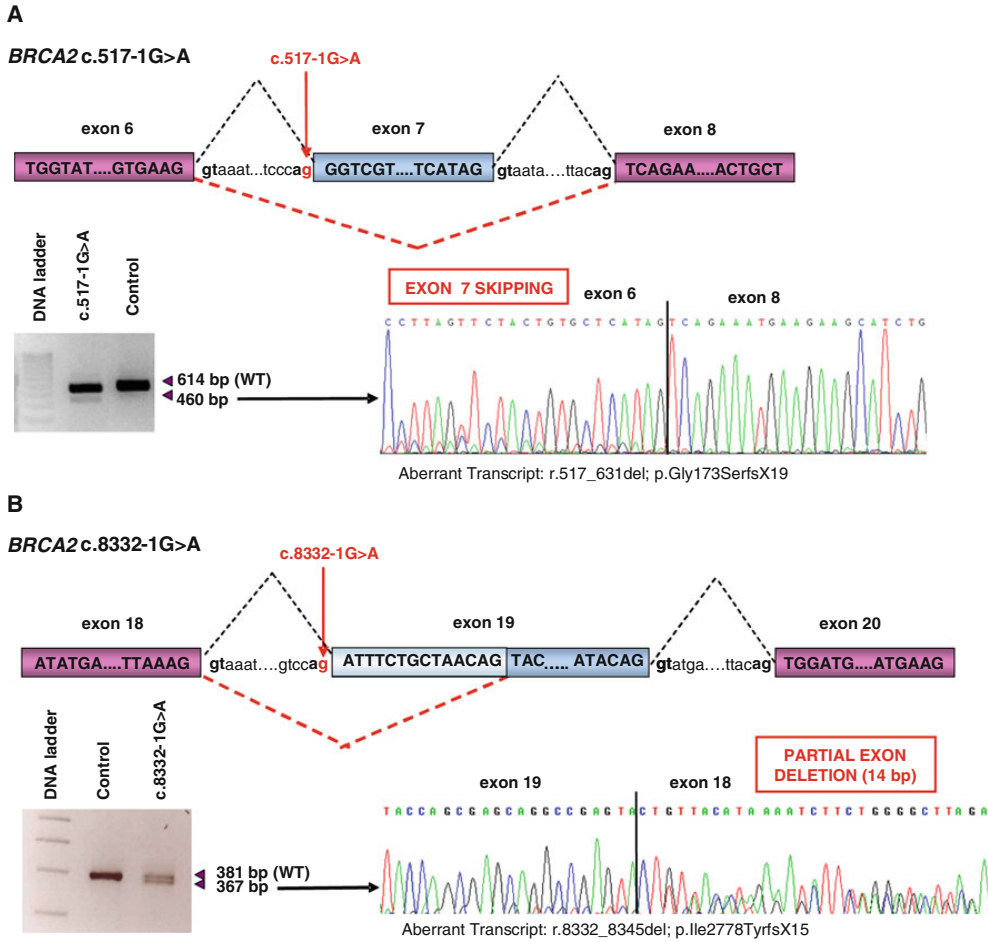 A
BRCA2 c.517-1G>A
c.517-1G>A
exon 6
exon 7
exon 8
TGGTAT....GTGAAG
gtaaat...tcccag
GGTCGT....TCATAG
gtaata....ttacag
TCAGAA....ACTGCT
DNA ladder
c.517-1G>A
Control
EXON 7 SKIPPING
exon 6
exon 8
CCTTAGTTCTACTGTGCTCATAGTCAGAAATGAAGAAGCATCTG
614 bp (WT)
460 bp
Aberrant Transcript: r.517_631del; p.Gly173SerfsX19
B
BRCA2 c.8332-1G>A
c.8332-1G>A
exon 18
exon 19
exon 20
ATATGA....TTAAAG
gtaaat....gtccag
ATTTCTGCTAACAG
TAC..... ATACAG
gtatga....ttacag
TGGATG....ATGAAG
DNA ladder
Control
c.8332-1G>A
PARTIAL EXON
DELETION (14 bp)
exon 19
exon 18
TACCAGCGAGCAGGCCGAGTACTGTTACATAAAAATCTTCTGGGGCTTAGA
381 bp (WT)
367 bp
Aberrant Transcript: r.8332_8345del; p.Ile2778TyrfsX15